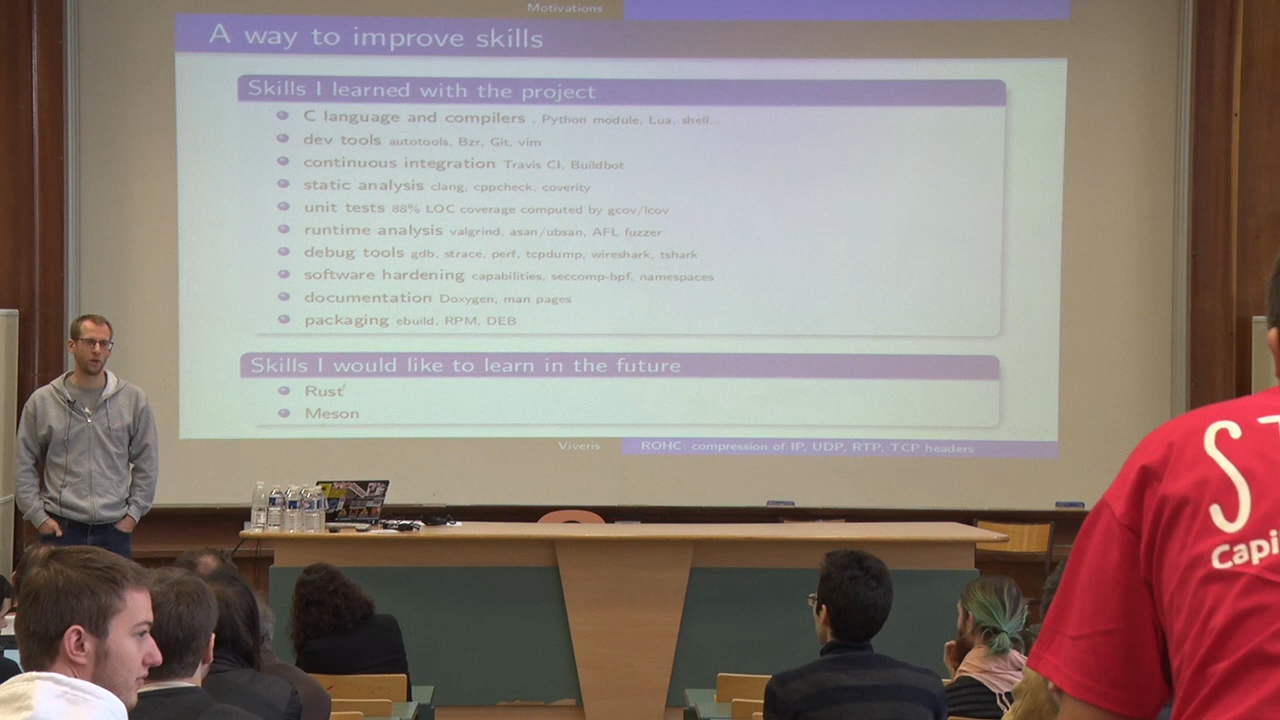 Motivations
A way to improve skills
Skills I learned with the project
C language and compilers , Python module, Lua, shell...
dev tools autotools, Bzr, Git, vim
continuous integration Travis CI, Buildbot
static analysis clang, cppcheck, coverity
unit tests 88% LOC coverage computed by gcov/lcov
runtime analysis valgrind, asan/ubsan, AFL fuzzer
debug tools gdb, strace, perf, tcpdump, wireshark, tshark
software hardening capabilities, seccomp-bpf, namespaces
documentation Doxygen, man pages
packaging ebuild, RPM, DEB
Skills I would like to learn in the future
Rust
Meson
Viveris ROHC: compression of IP, UDP, RTP, TCP headers
S
Capi